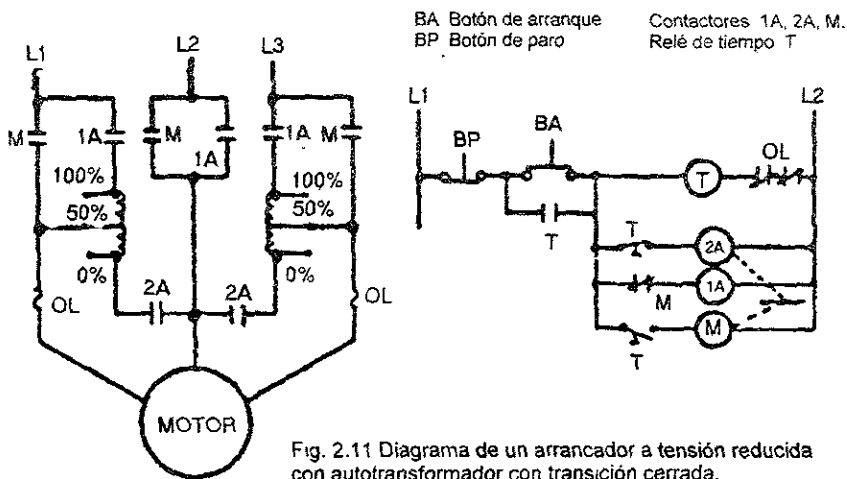 BA Botón de arranque
BP Botón de paro
Contactores 1A, 2A, M.
Relé de tiempo T
L1
L2
L3
M
1A
M
1A
1A
M
100%
50%
0%
100%
50%
0%
OL
2A
2A
OL
MOTOR
L1
L2
BP
BA
T
OL
T
T
2A
M
1A
T
M
Fig. 2.11 Diagrama de un arrancador a tensión reducida
con autotransformador con transición cerrada.